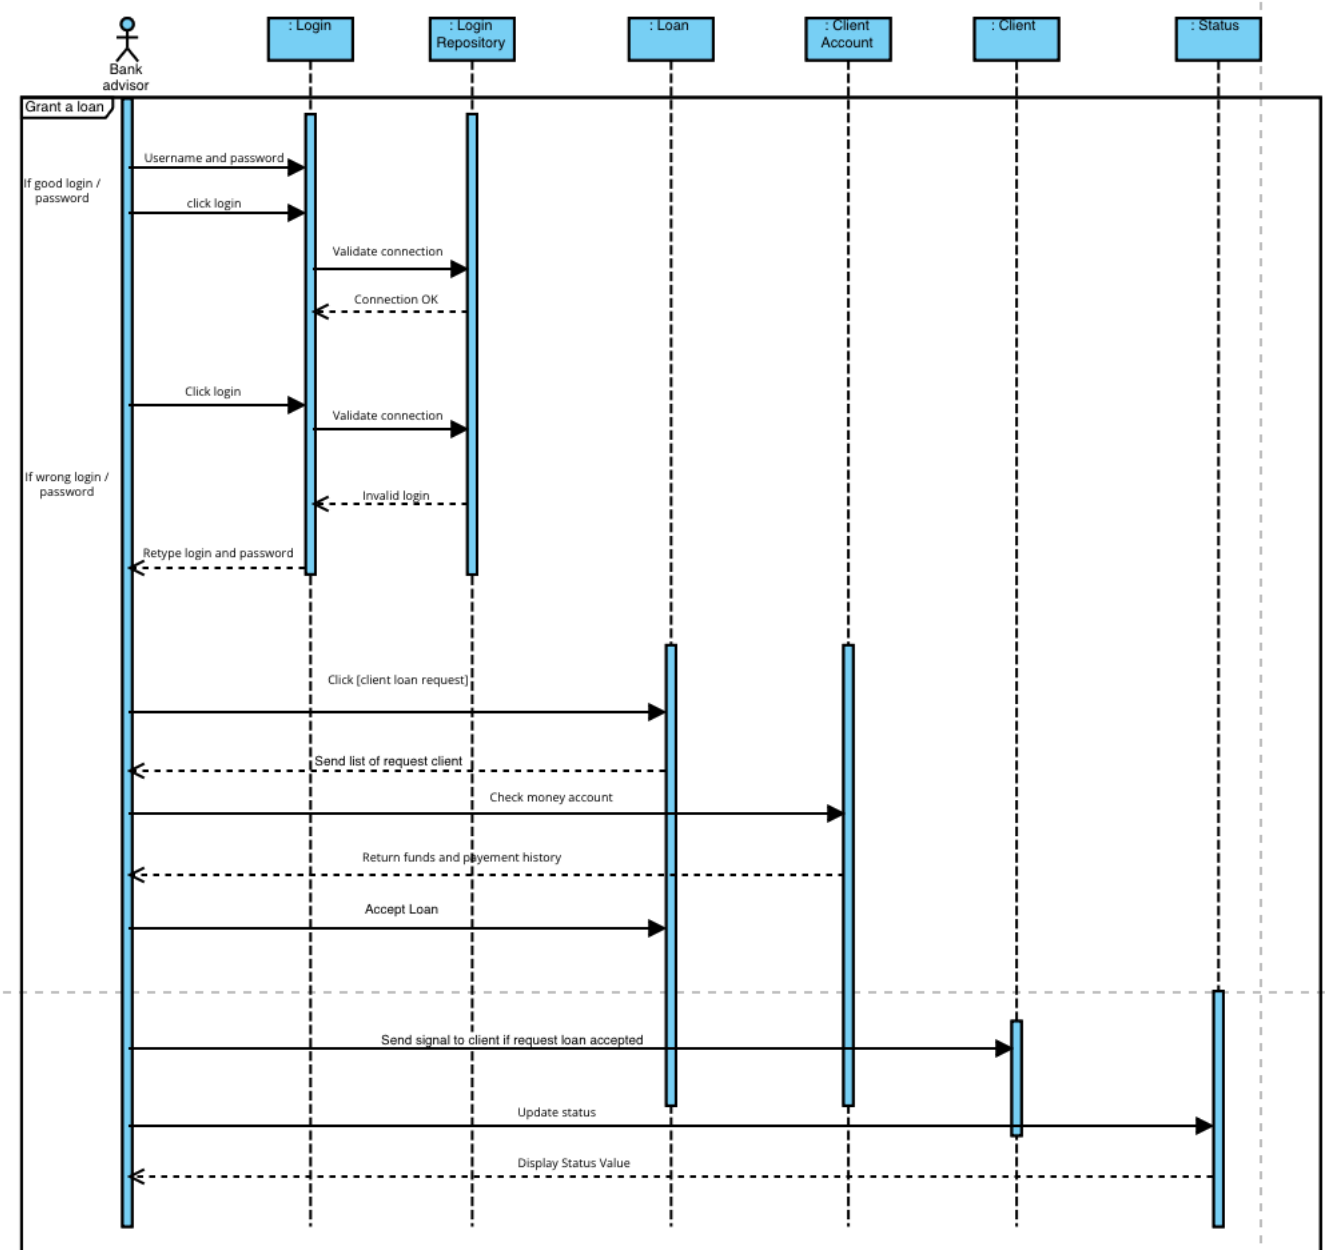 : Login
: Login
Repository
: Loan
: Client
Account
: Client
: Status
Bank
advisor
Grant a loan
Username and password
If good login /
password
click login
Validate connection
Connection OK
Click login
Validate connection
If wrong login /
password
Invalid login
Retype login and password
Click [client loan request]
Send list of request client
Check money account
Return funds and payement history
Accept Loan
Send signal to client if request loan accepted
Update status
Display Status Value